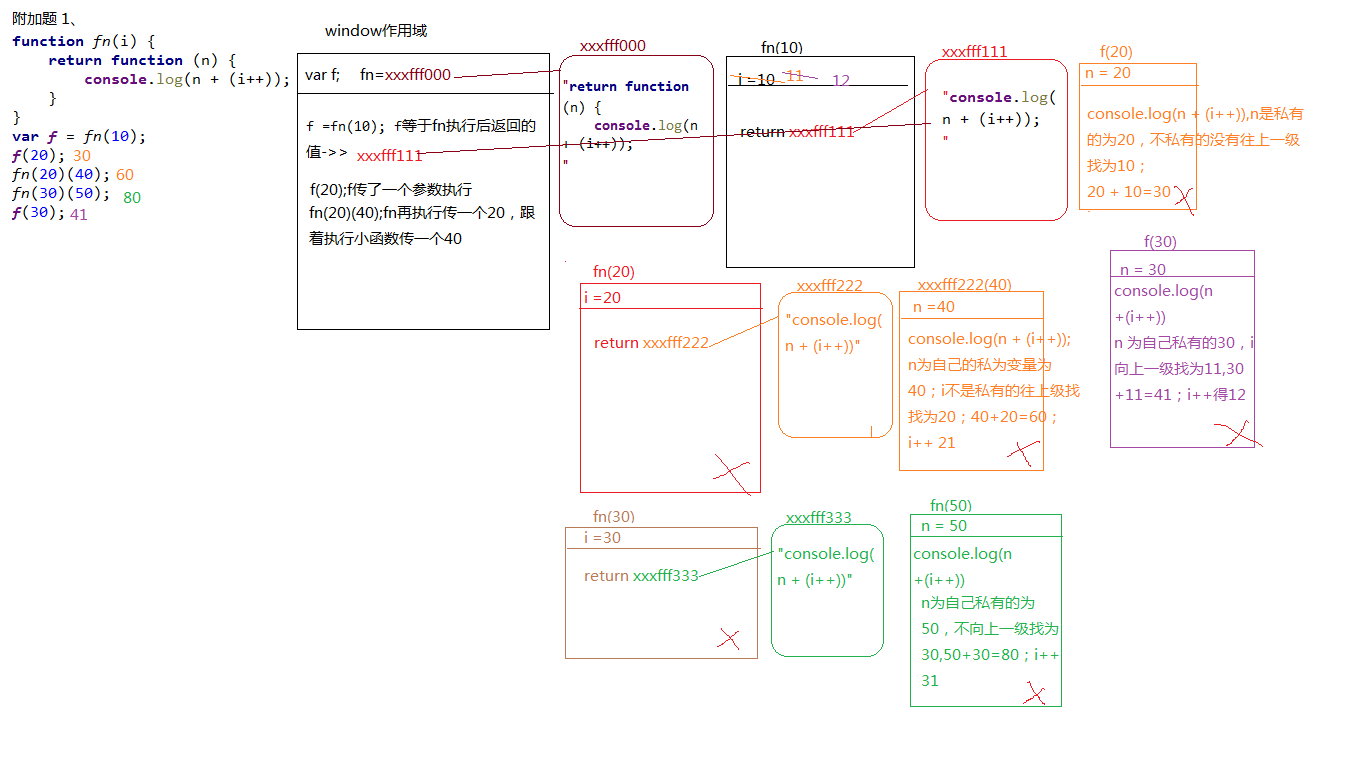 附加题 1、
function fn(i) {
return function (n) {
console.log(n + (i++));
}
}
var f = fn(10);
f(20); 30
fn(20)(40); 60
fn(30)(50); 80
f(30); 41
window作用域
var f; fn=xxxfff000
f =fn(10); f等于fn执行后返回的
值->> xxxfff111
f(20);f传了一个参数执行
fn(20)(40);fn再执行传一个20，跟
着执行小函数传一个40
xxxfff000
"return function
(n) {
console.log(n
+ (i++));
"
fn(10)
i =10 11 12
return xxxfff111
xxxfff111
"console.log(
n + (i++));
"
f(20)
n = 20
console.log(n + (i++)),n是私有
的为20，不私有的没有往上一级
找为10；
20 + 10=30
fn(20)
i =20
return xxxfff222
xxxfff222
"console.log(
n + (i++))"
xxxfff222(40)
n =40
console.log(n + (i++));
n为自己的私为变量为
40；i不是私有的往上级找
找为20；40+20=60；
i++ 21
f(30)
n = 30
console.log(n
+(i++))
n 为自己私有的30，i
向上一级找为11,30
+11=41；i++得12
fn(30)
i =30
return xxxfff333
xxxfff333
"console.log(
n + (i++))"
fn(50)
n = 50
console.log(n
+(i++))
n为自己私有的为
50，不向上一级找为
30,50+30=80；i++
31